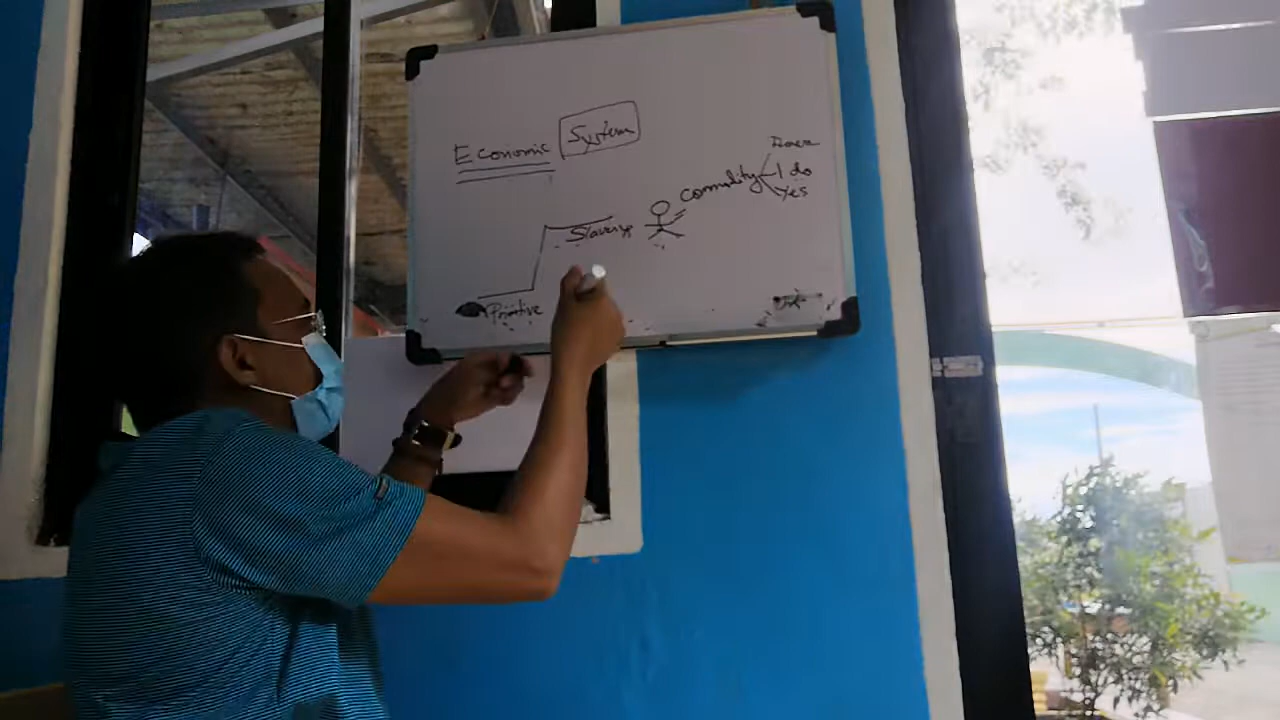 Economic System
commodity I do
Yes
Slavery
Primitive